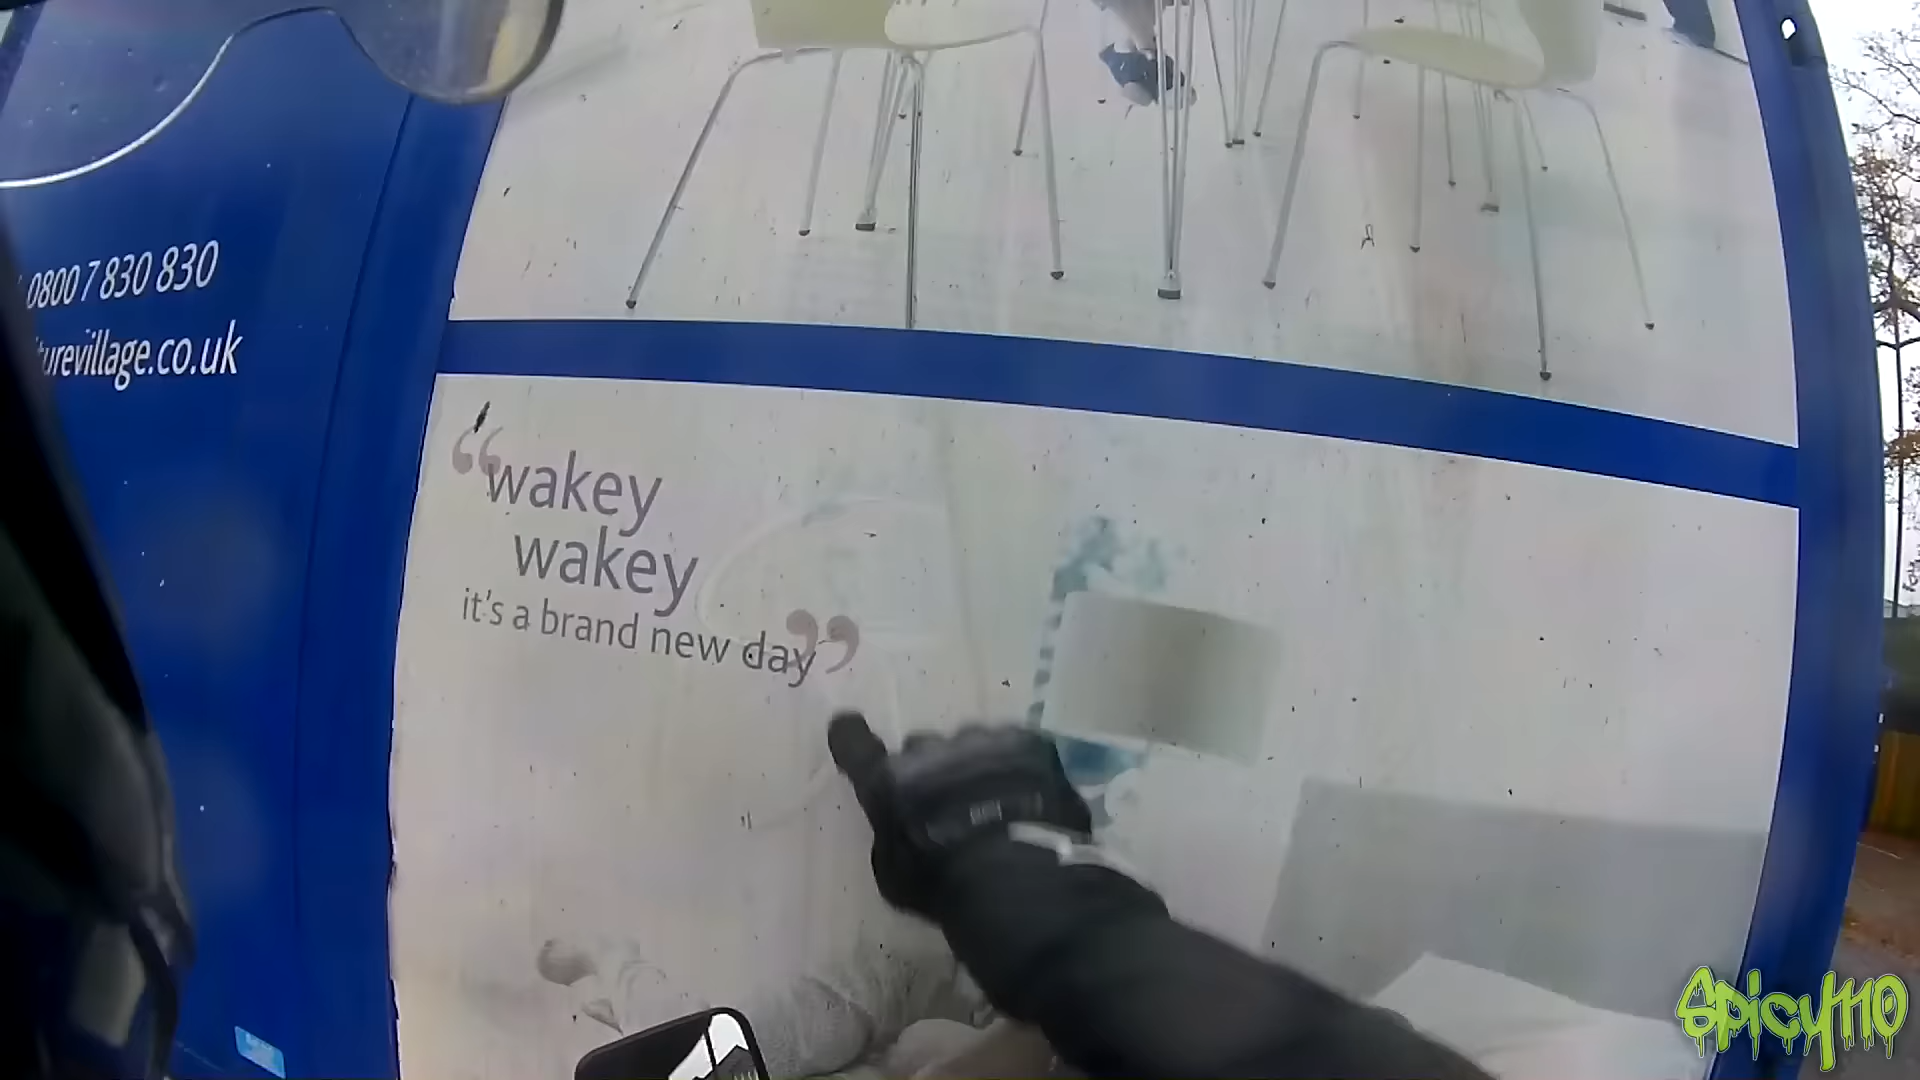 0800 7 830 830
turevillage.co.uk
“wakey
wakey
it's a brand new day”
Spicy110